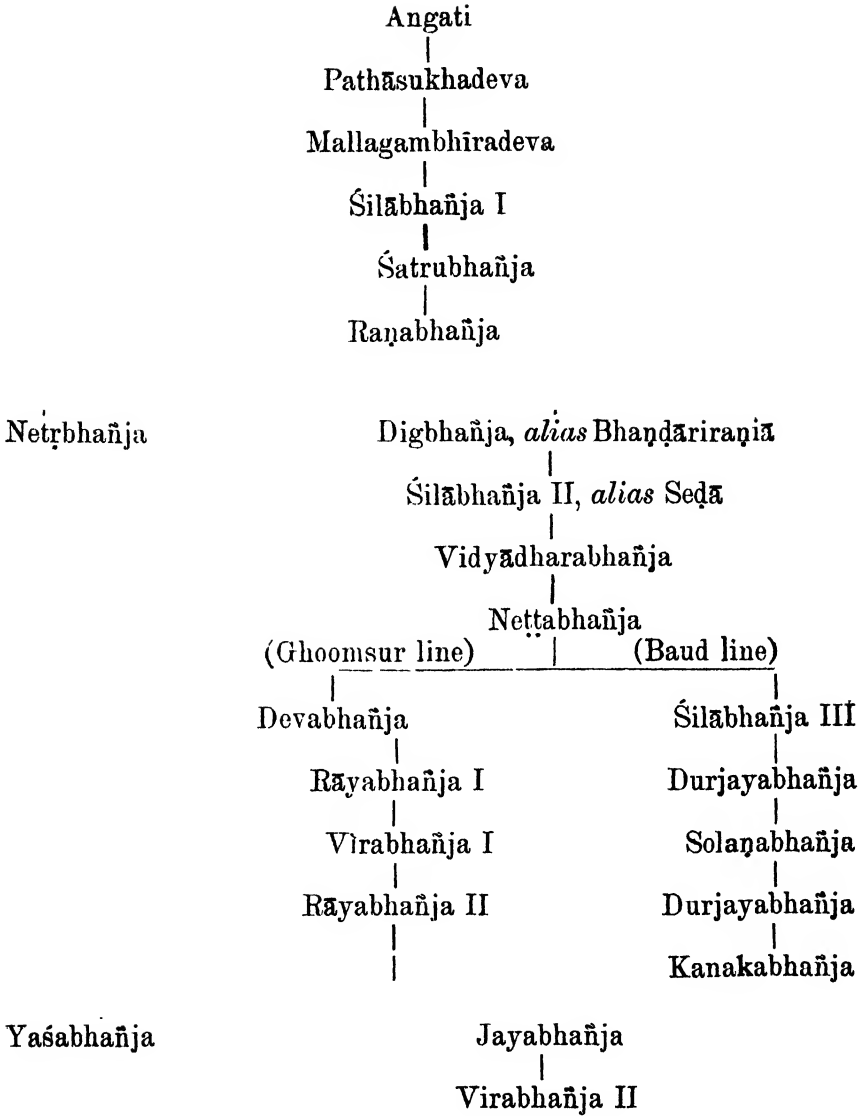 Angati
Pathāsukhadeva
Mallagambhīradeva
Śilābhañja I
Śatrubhañja
Raṇabhañja
Netṛbhañja Digbhañja, alias Bhaṇḍāriraṇiā
Śilābhañja II, alias Seḍā
Vidyādharabhañja
Neṭṭabhañja
(Ghoomsur line) (Baud line)
Devabhañja Śilābhañja III
Rāyabhañja I Durjayabhañja
Vīrabhañja I Solaṇabhañja
Rāyabhañja II Durjayabhañja
Kanakabhañja
Yaśabhañja Jayabhañja
Virabhañja II